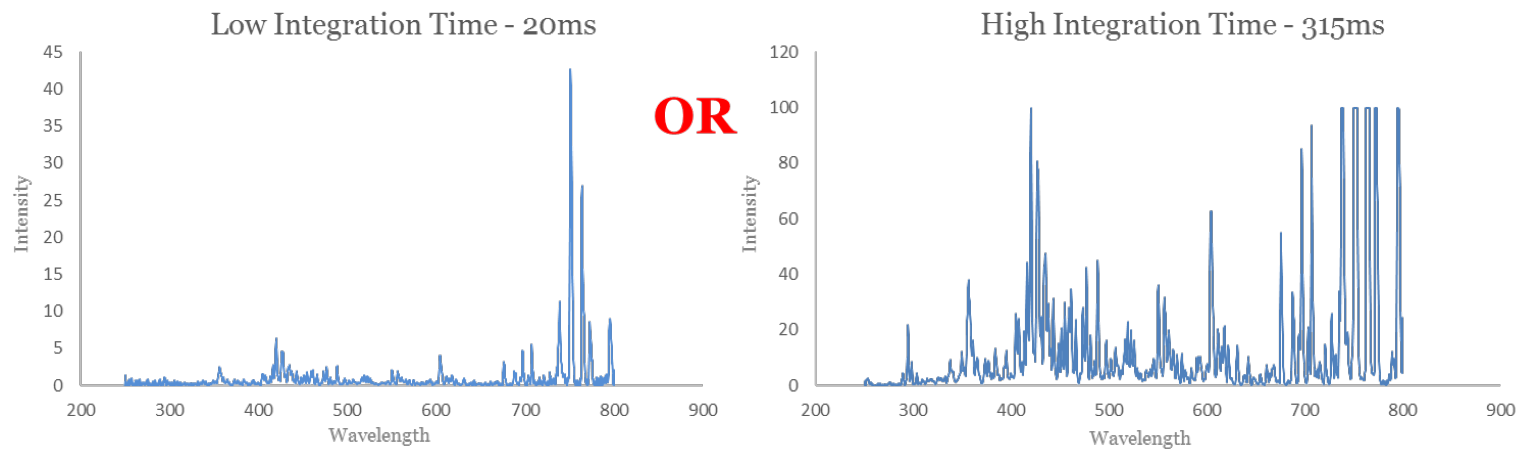 Low Integration Time - 20ms
45
40
35
30
25
20
15
10
5
0
Intensity
200 300 400 500 600 700 800 900
Wavelength
OR
High Integration Time - 315ms
120
100
80
60
40
20
0
Intensity
200 300 400 500 600 700 800 900
Wavelength